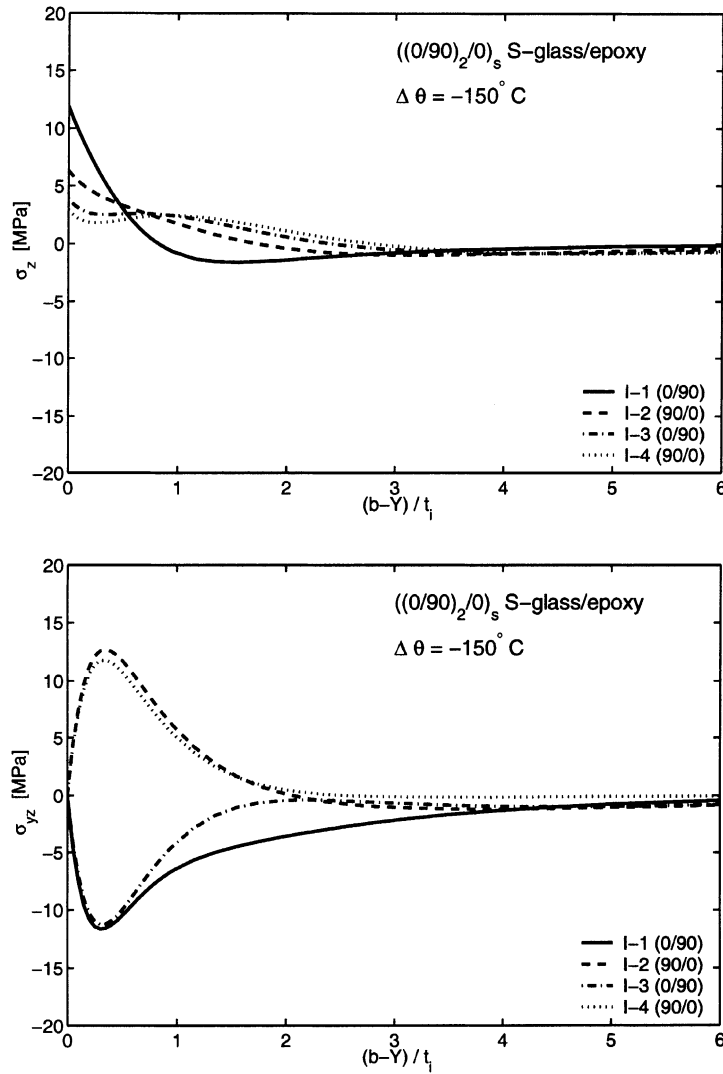 20
15
10
5
0
−5
−10
−15
−20
σz [MPa]
((0/90)2/0)s S−glass/epoxy
Δ θ = −150° C
I−1 (0/90)
I−2 (90/0)
I−3 (0/90)
I−4 (90/0)
0 1 2 3 4 5 6
(b−Y) / ti
20
15
10
5
0
−5
−10
−15
−20
σyz [MPa]
((0/90)2/0)s S−glass/epoxy
Δ θ = −150° C
I−1 (0/90)
I−2 (90/0)
I−3 (0/90)
I−4 (90/0)
0 1 2 3 4 5 6
(b−Y) / ti